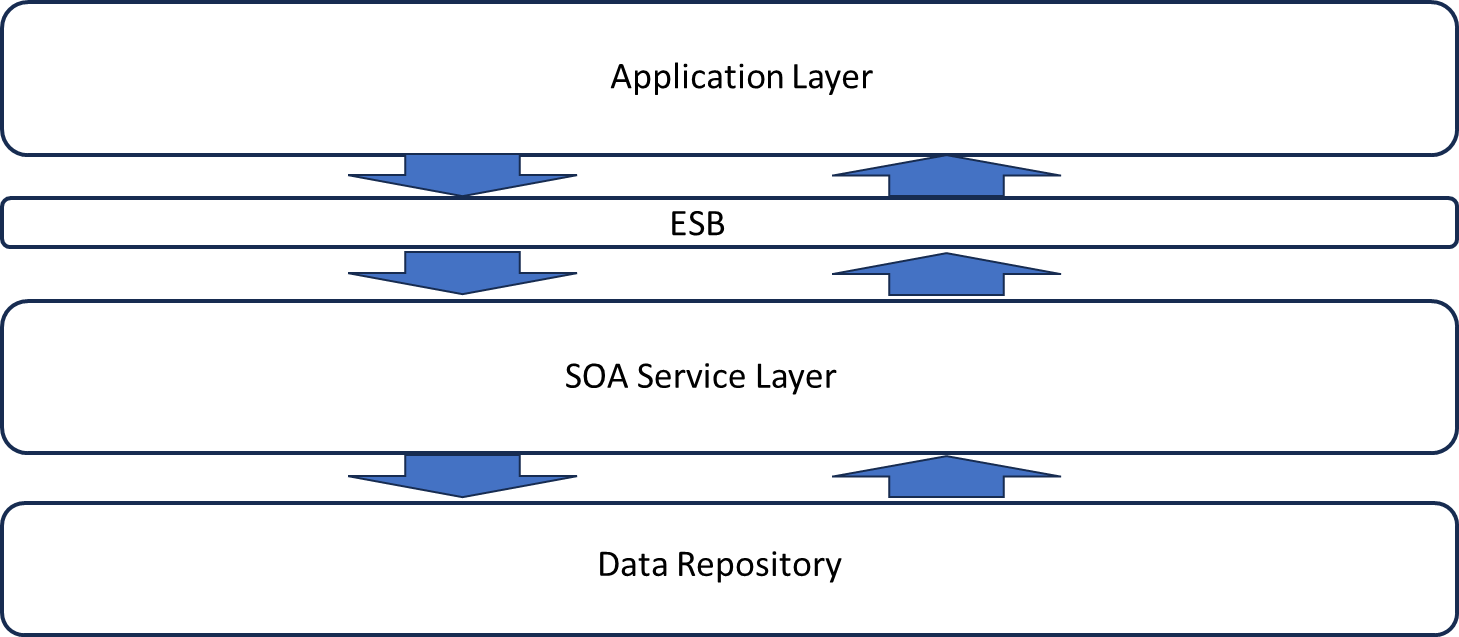 Application Layer
ESB
SOA Service Layer
Data Repository